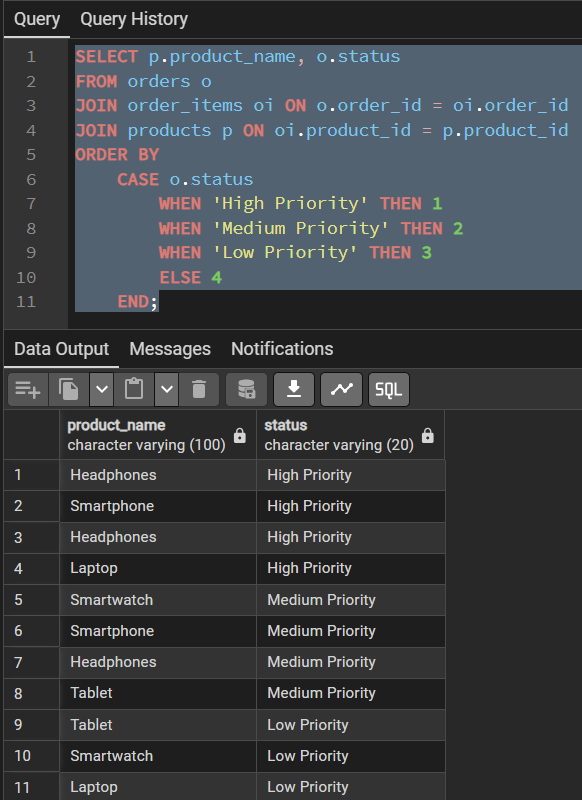 Query Query History
1 SELECT p.product_name, o.status
2 FROM orders o
3 JOIN order_items oi ON o.order_id = oi.order_id
4 JOIN products p ON oi.product_id = p.product_id
5 ORDER BY
6 CASE o.status
7 WHEN 'High Priority' THEN 1
8 WHEN 'Medium Priority' THEN 2
9 WHEN 'Low Priority' THEN 3
10 ELSE 4
11 END;
Data Output Messages Notifications
SQL
product_name status
character varying (100) character varying (20)
1 Headphones High Priority
2 Smartphone High Priority
3 Headphones High Priority
4 Laptop High Priority
5 Smartwatch Medium Priority
6 Smartphone Medium Priority
7 Headphones Medium Priority
8 Tablet Medium Priority
9 Tablet Low Priority
10 Smartwatch Low Priority
11 Laptop Low Priority